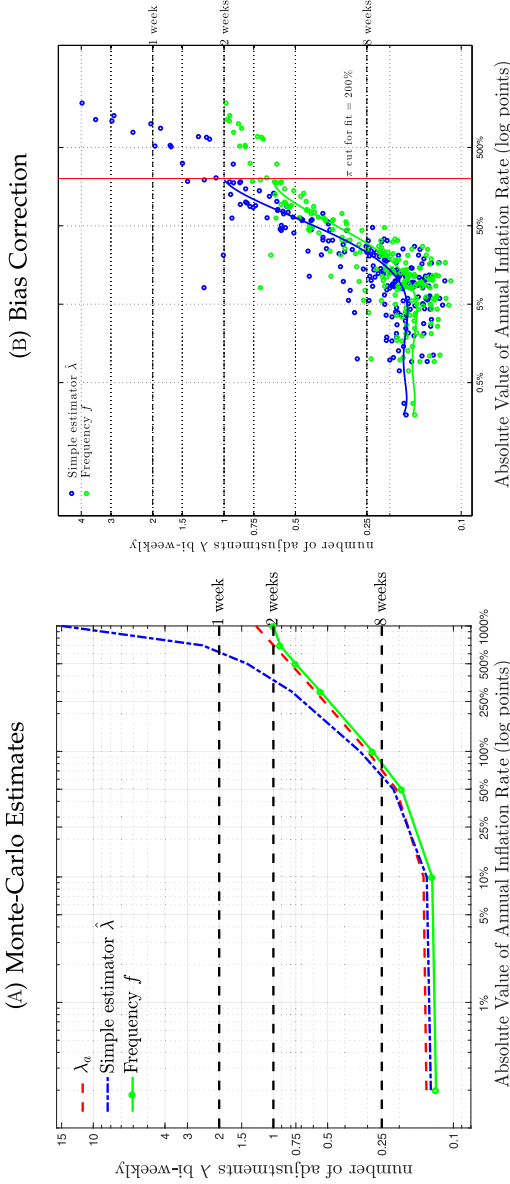 (A) Monte-Carlo Estimates
λₐ
Simple estimator λ̂
Frequency f
15
10
5
4
3
2
1.5
1
0.75
0.5
0.25
0.1
number of adjustments λ bi-weekly
1 week
2 weeks
8 weeks
1%
5%
10%
25%
50%
100%
250%
500%
1000%
Absolute Value of Annual Inflation Rate (log points)
(B) Bias Correction
Simple estimator λ̂
Frequency f
4
3
2
1.5
1
0.75
0.5
0.25
0.1
number of adjustments λ bi-weekly
1 week
2 weeks
8 weeks
π cut for fit = 200%
0.5%
5%
50%
500%
Absolute Value of Annual Inflation Rate (log points)